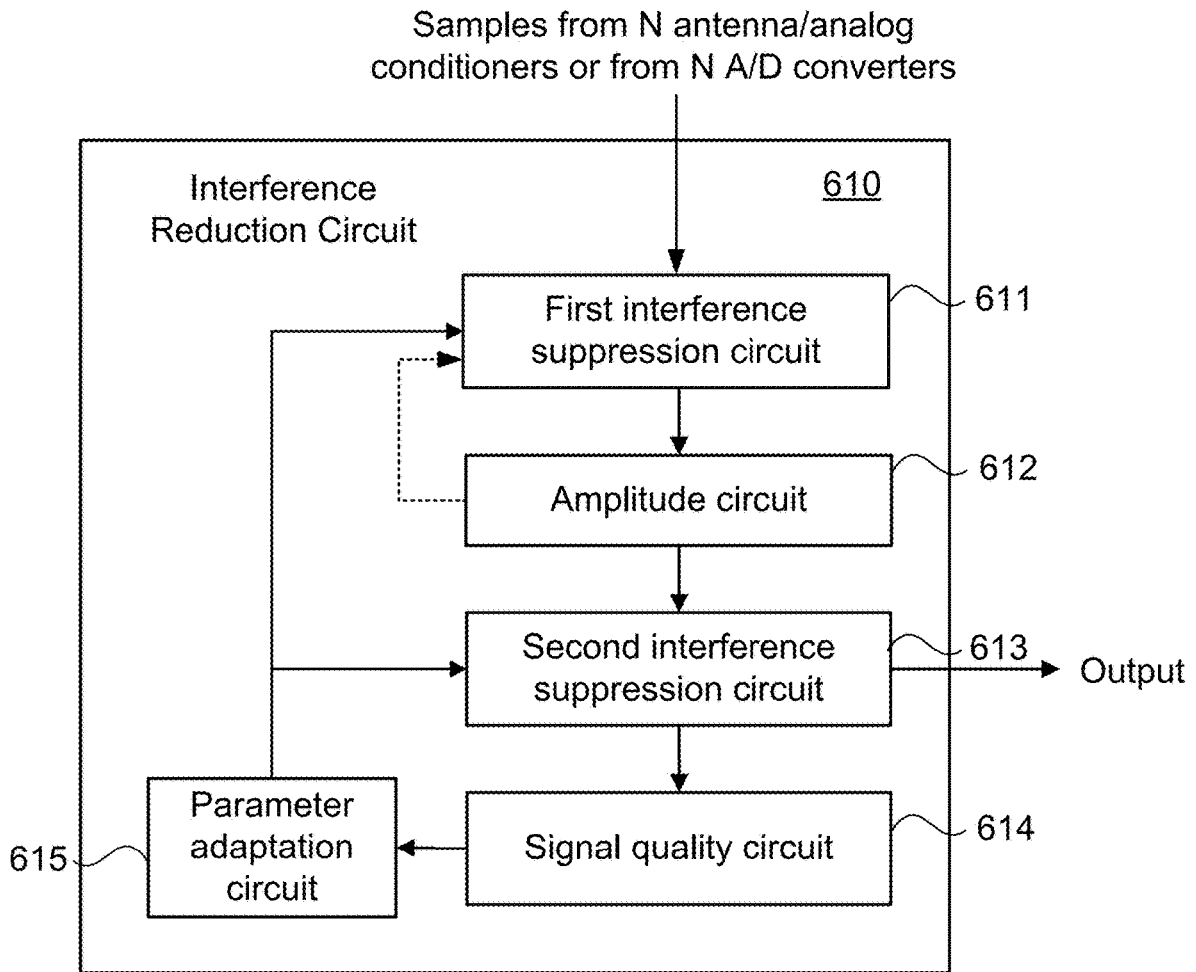 Samples from N antenna/analog
conditioners or from N A/D converters
Interference
Reduction Circuit
610
First interference
suppression circuit
611
Amplitude circuit
612
Second interference
suppression circuit
613
Output
Parameter
adaptation
circuit
615
Signal quality circuit
614